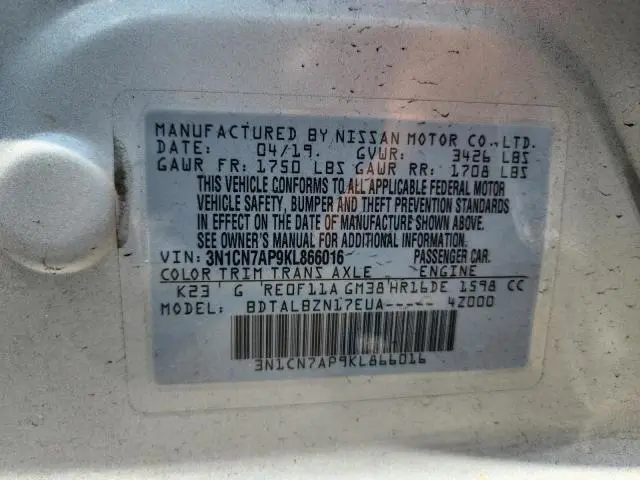 MANUFACTURED BY NISSAN MOTOR CO.,LTD.
DATE: 04/19. GVWR: 3426 LBS
GAWR FR: 1750 LBS GAWR RR: 1708 LBS
THIS VEHICLE CONFORMS TO ALL APPLICABLE FEDERAL MOTOR
VEHICLE SAFETY, BUMPER AND THEFT PREVENTION STANDARDS
IN EFFECT ON THE DATE OF MANUFACTURE SHOWN ABOVE.
SEE OWNER'S MANUAL FOR ADDITIONAL INFORMATION.
VIN: 3N1CN7AP9KL866016 PASSENGER CAR.
COLOR TRIM TRANS AXLE ENGINE
K23 G RE0F11A GM38 HR16DE 1598 CC
MODEL: BDTALBZN17EUA----- 4Z000
3N1CN7AP9KL866016